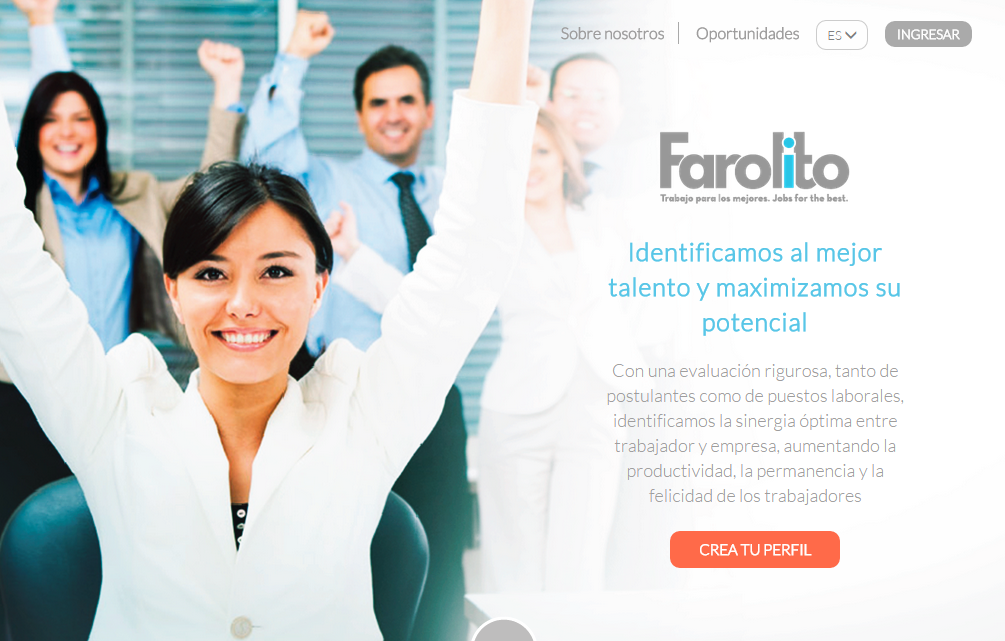 Sobre nosotros
Oportunidades
ES
INGRESAR
Farolito
Trabajo para los mejores. Jobs for the best.
Identificamos al mejor
talento y maximizamos su
potencial
Con una evaluación rigurosa, tanto de
postulantes como de puestos laborales,
identificamos la sinergia óptima entre
trabajador y empresa, aumentando la
productividad, la permanencia y la
felicidad de los trabajadores
CREA TU PERFIL